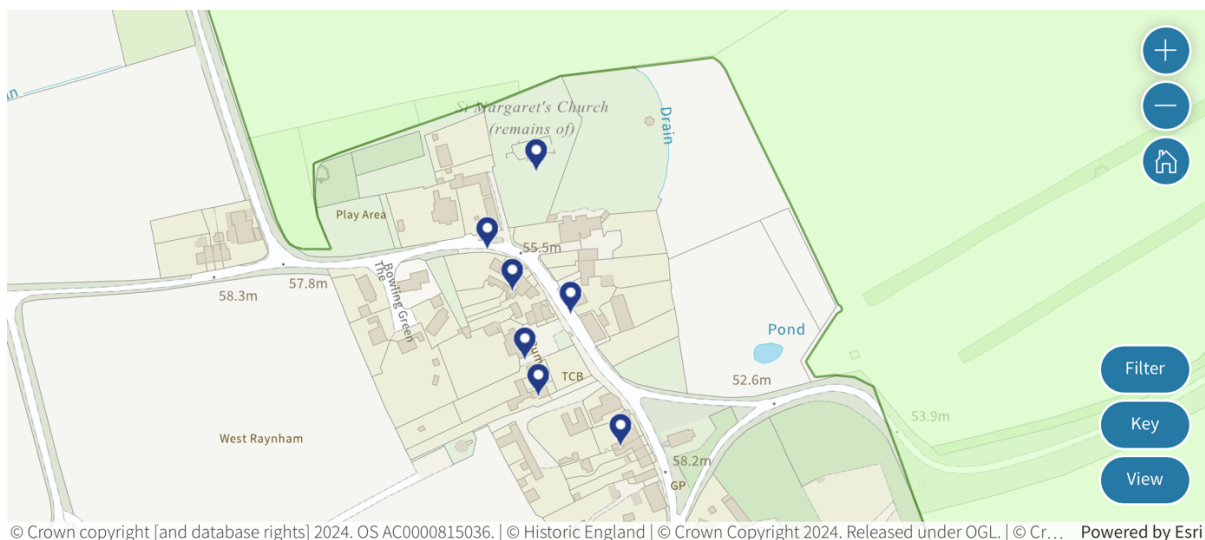 St Margaret's Church
(remains of)
Drain
Play Area
55.5m
57.8m
58.3m
The
Bowling Green
Pond
TCB
52.6m
53.9m
West Raynham
58.2m
GP
Filter
Key
View
© Crown copyright [and database rights] 2024. OS AC0000815036. | © Historic England | © Crown Copyright 2024. Released under OGL. | © Cr… Powered by Esri